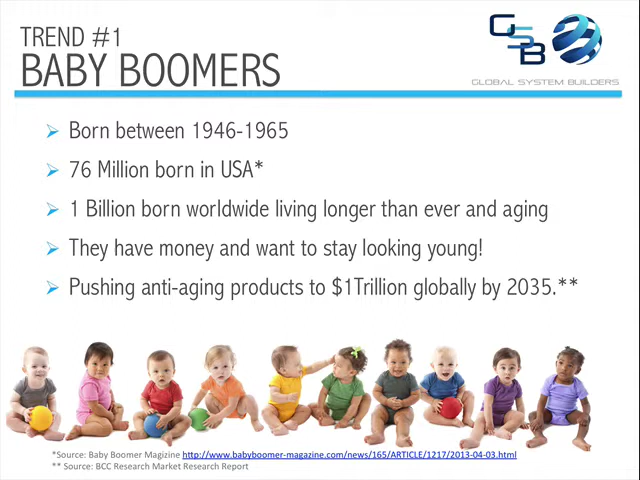 TREND #1
BABY BOOMERS
GSB
GLOBAL SYSTEM BUILDERS
Born between 1946-1965
76 Million born in USA*
1 Billion born worldwide living longer than ever and aging
They have money and want to stay looking young!
Pushing anti-aging products to $1Trillion globally by 2035.**
*Source: Baby Boomer Magizine http://www.babyboomer-magazine.com/news/165/ARTICLE/1217/2013-04-03.html
** Source: BCC Research Market Research Report